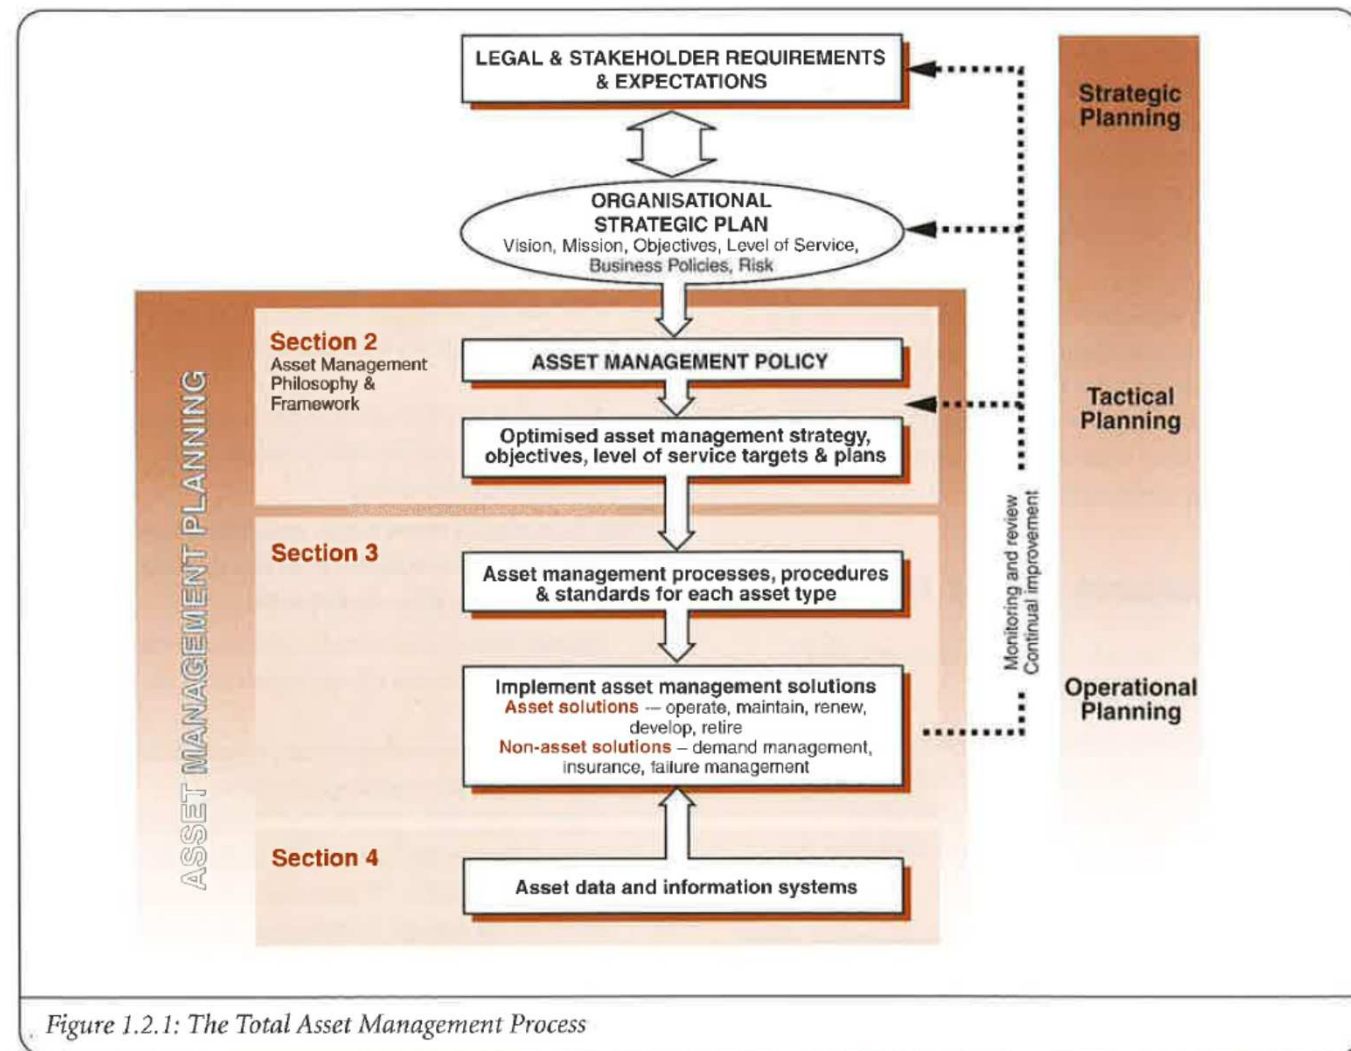 LEGAL & STAKEHOLDER REQUIREMENTS
& EXPECTATIONS
Strategic
Planning
ORGANISATIONAL
STRATEGIC PLAN
Vision, Mission, Objectives, Level of Service,
Business Policies, Risk
ASSET MANAGEMENT PLANNING
Section 2
Asset Management
Philosophy &
Framework
ASSET MANAGEMENT POLICY
Optimised asset management strategy,
objectives, level of service targets & plans
Tactical
Planning
Section 3
Asset management processes, procedures
& standards for each asset type
Monitoring and review
Continual improvement
Implement asset management solutions
Asset solutions — operate, maintain, renew,
develop, retire
Non-asset solutions – demand management,
insurance, failure management
Operational
Planning
Section 4
Asset data and information systems
Figure 1.2.1: The Total Asset Management Process